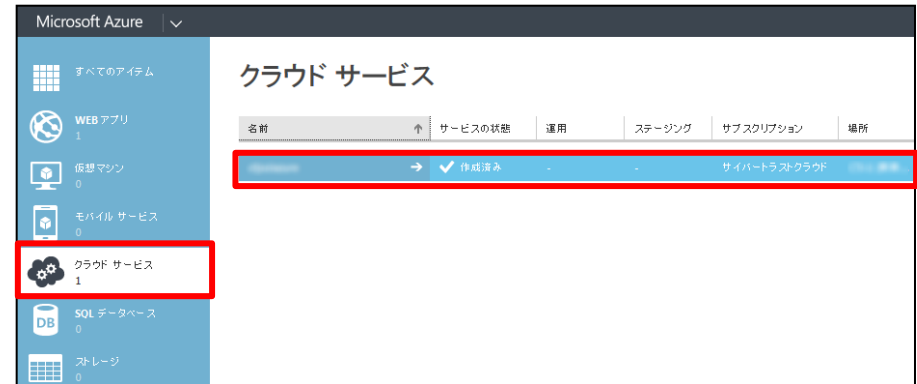 Microsoft Azure
すべてのアイテム
WEB アプリ
1
仮想マシン
0
モバイル サービス
0
クラウド サービス
1
DB
SQL データベース
0
ストレージ
0
クラウド サービス
名前 サービスの状態 運用 ステージング サブスクリプション 場所
作成済み - - サイバートラストクラウド